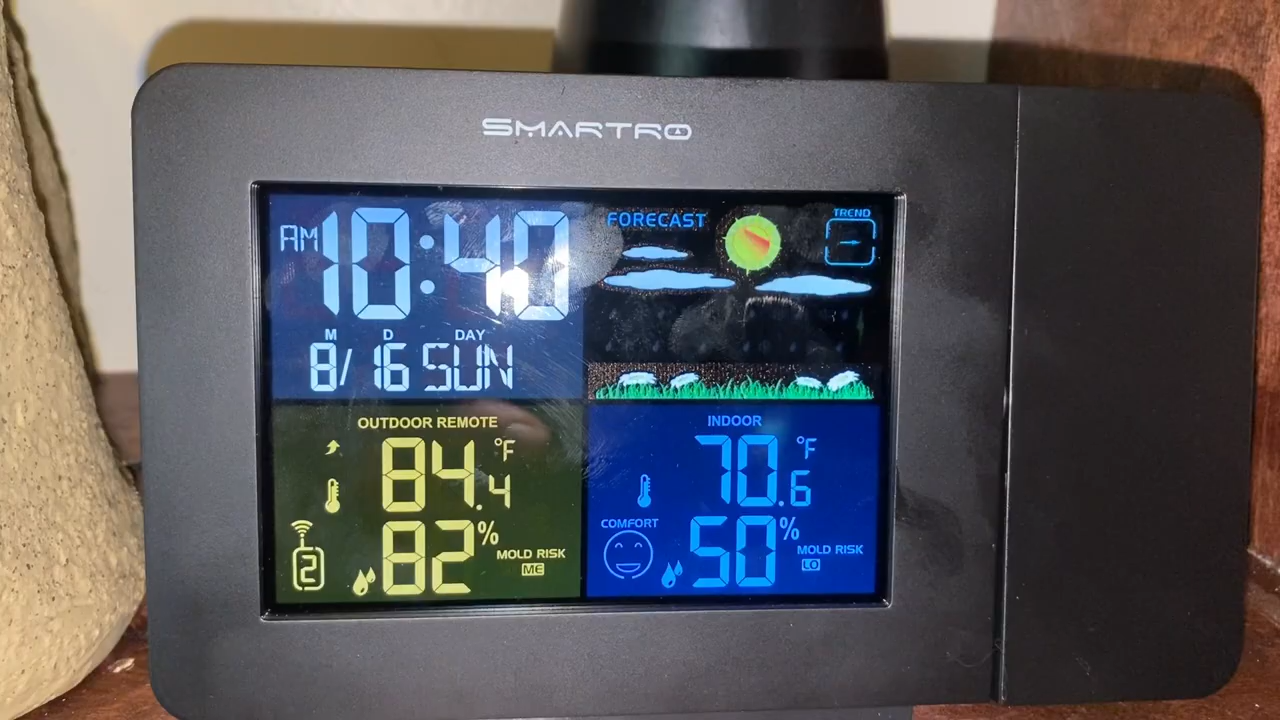 SMARTRO
AM 10:40
M D DAY
8/16 SUN
FORECAST
TREND
OUTDOOR REMOTE
84.4 °F
82%
MOLD RISK
ME
2
INDOOR
70.6 °F
COMFORT
50%
MOLD RISK
LO